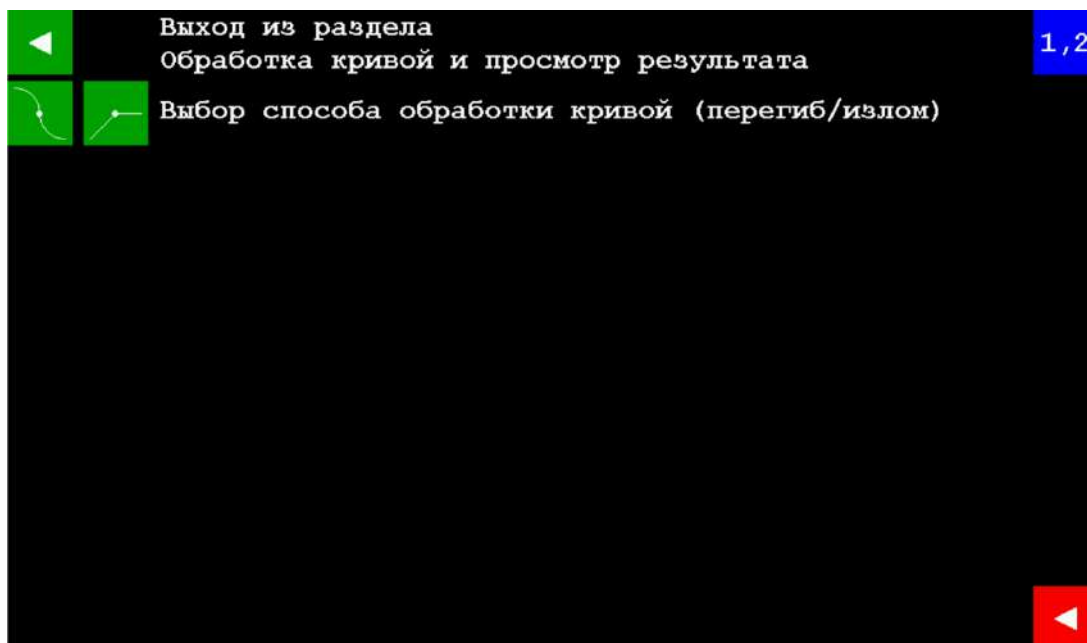 Выход из раздела
1,2
Обработка кривой и просмотр результата
Выбор способа обработки кривой (перегиб/излом)